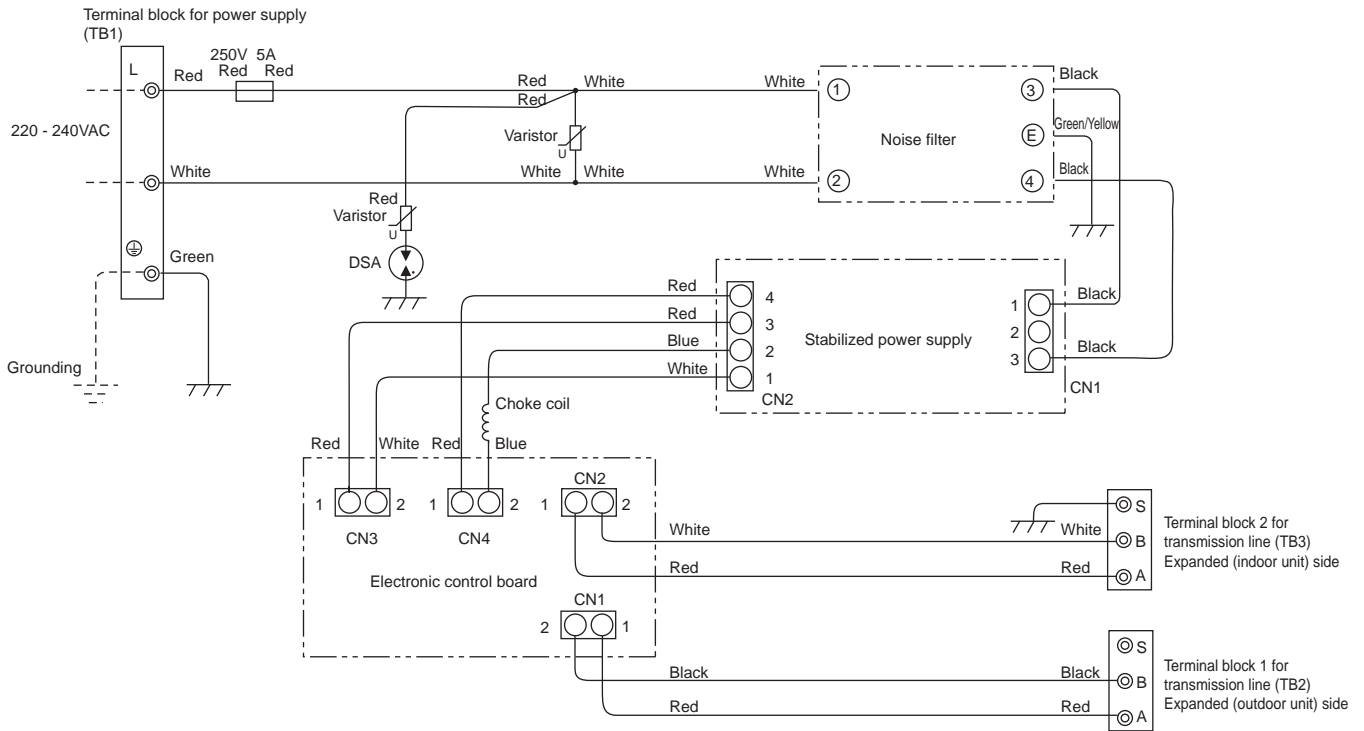 Terminal block for power supply
(TB1)
L
Red
250V 5A
Red Red
Red
Red
White
White
220 - 240VAC
Varistor
U
White
White White
White
1
2
Noise filter
3
E
4
Black
Green/Yellow
Black
Red
Varistor
U
DSA
Green
Grounding
Red
Red
Blue
White
4
3
2
1
CN2
Stabilized power supply
1
2
3
CN1
Black
Black
Choke coil
Red White Red Blue
1 2
CN3
1 2
CN4
CN2
1 2
Electronic control board
CN1
2 1
White
White
Red
Red
S
B
A
Terminal block 2 for
transmission line (TB3)
Expanded (indoor unit) side
Black
Black
Red
Red
S
B
A
Terminal block 1 for
transmission line (TB2)
Expanded (outdoor unit) side